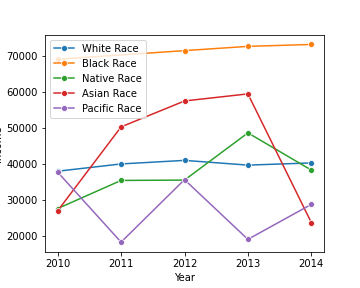 White Race
Black Race
Native Race
Asian Race
Pacific Race
70000
60000
50000
40000
30000
20000
2010
2011
2012
2013
2014
Year